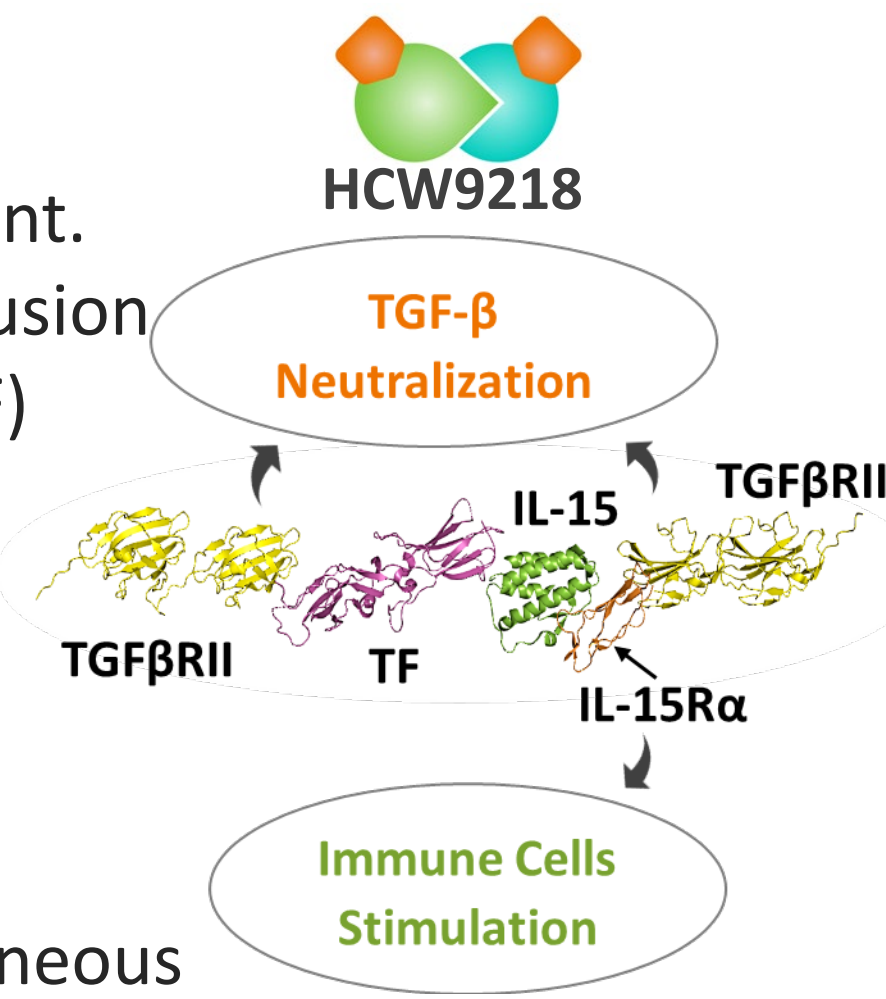 HCW9218
nt.
usion
)
TGF-β
Neutralization
TGFβRII
IL-15
TGFβRII
TF
IL-15Rα
Immune Cells
Stimulation
neous